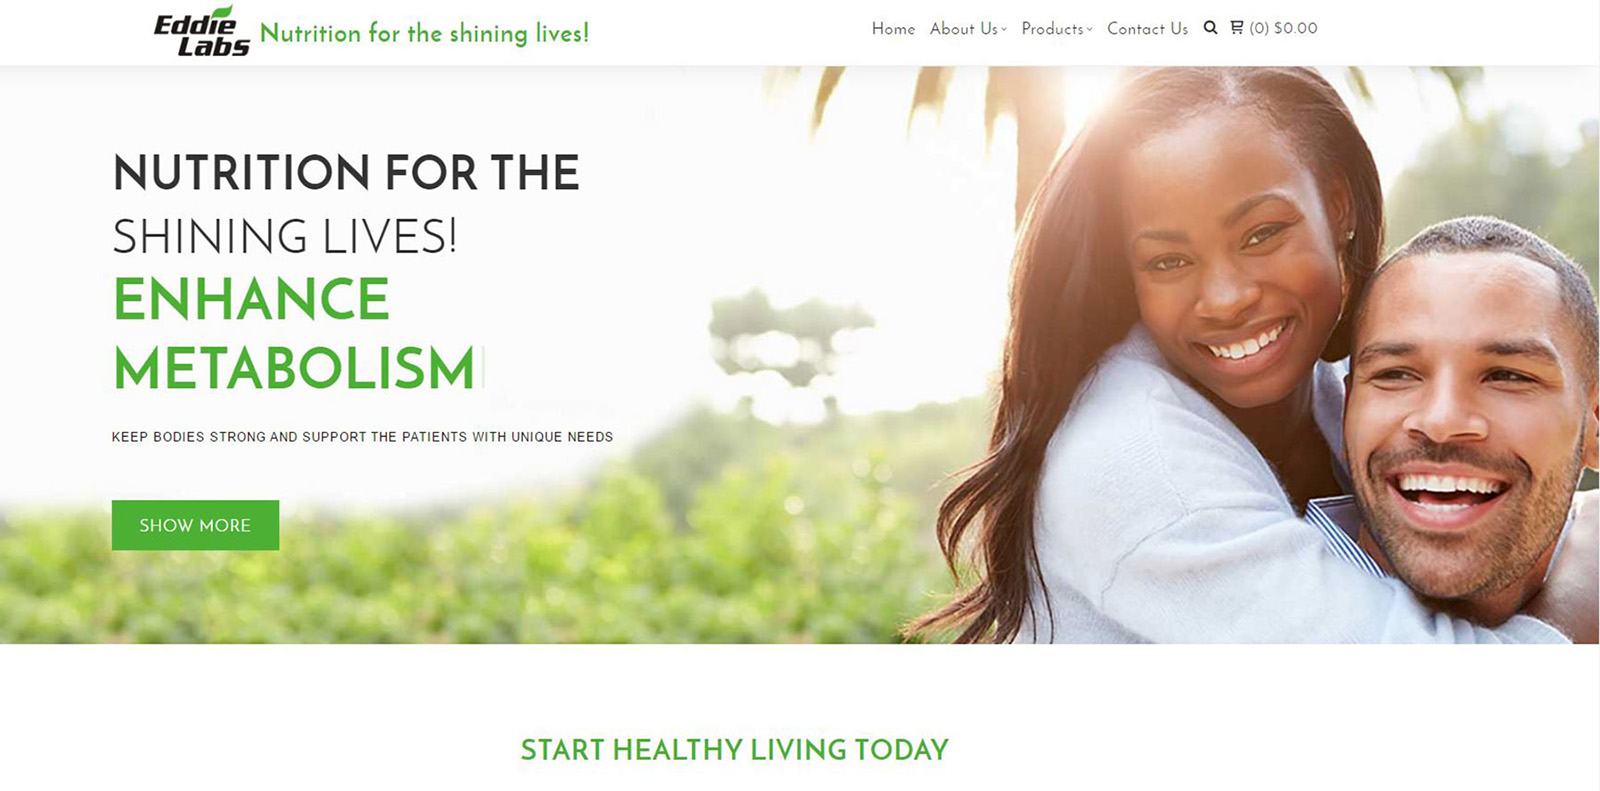 Eddie
Labs
Nutrition for the shining lives!
Home About Us Products Contact Us (0) $0.00
NUTRITION FOR THE
SHINING LIVES!
ENHANCE
METABOLISM
KEEP BODIES STRONG AND SUPPORT THE PATIENTS WITH UNIQUE NEEDS
SHOW MORE
START HEALTHY LIVING TODAY